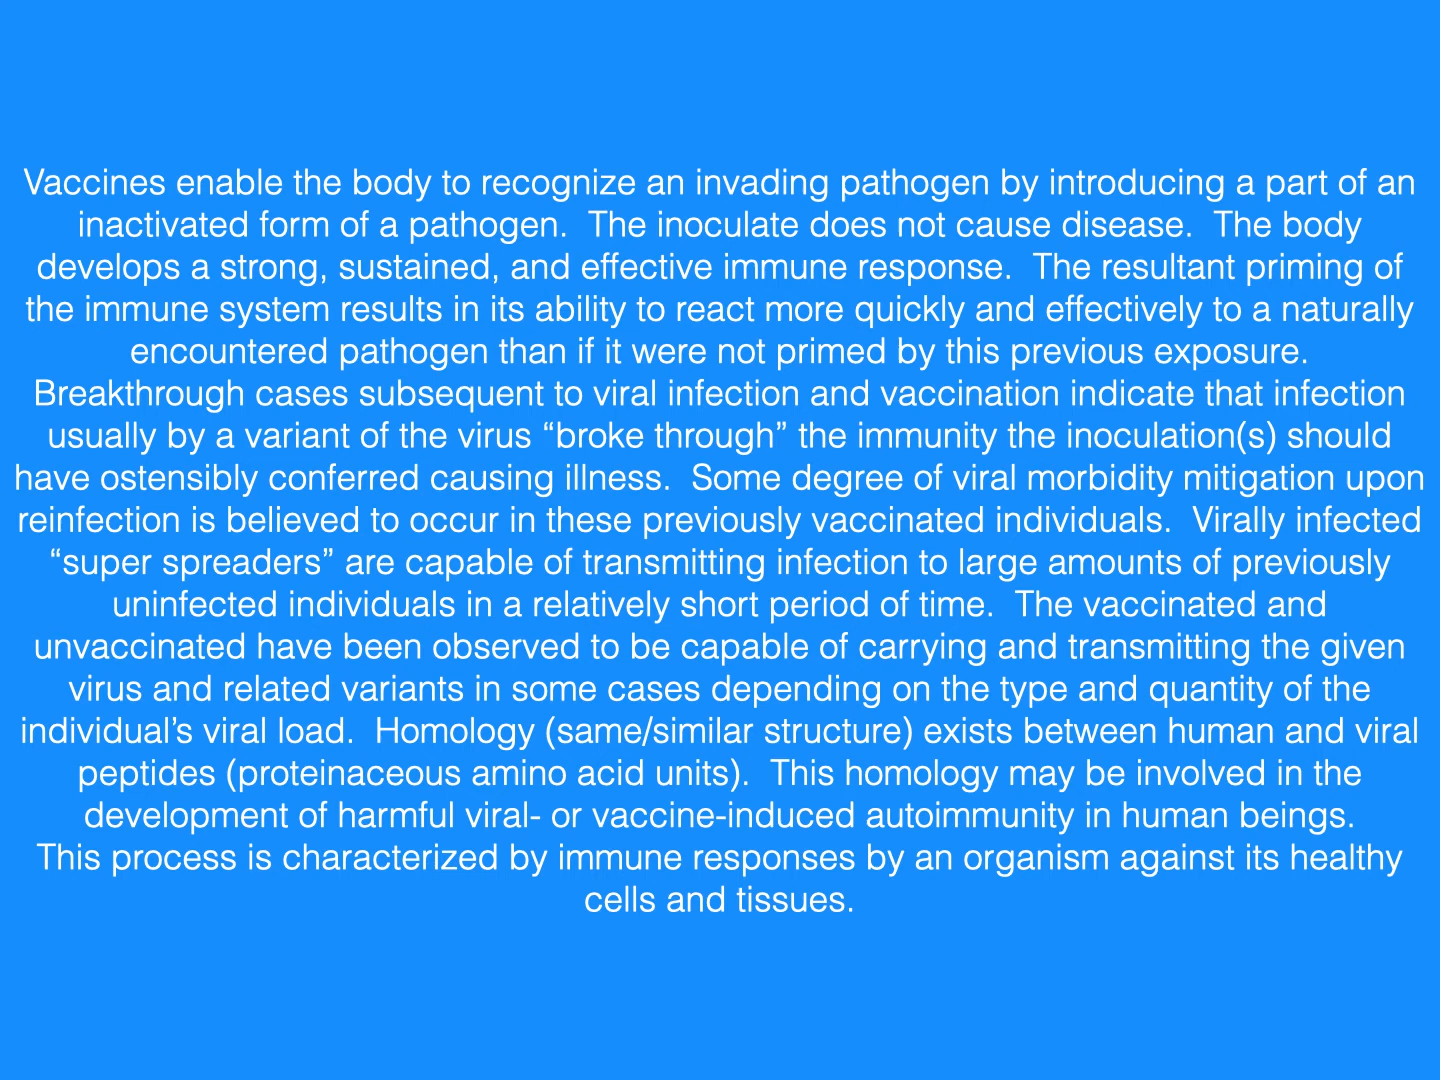 Vaccines enable the body to recognize an invading pathogen by introducing a part of an
inactivated form of a pathogen.  The inoculate does not cause disease.  The body
develops a strong, sustained, and effective immune response.  The resultant priming of
the immune system results in its ability to react more quickly and effectively to a naturally
encountered pathogen than if it were not primed by this previous exposure.
Breakthrough cases subsequent to viral infection and vaccination indicate that infection
usually by a variant of the virus “broke through” the immunity the inoculation(s) should
have ostensibly conferred causing illness.  Some degree of viral morbidity mitigation upon
reinfection is believed to occur in these previously vaccinated individuals.  Virally infected
“super spreaders” are capable of transmitting infection to large amounts of previously
uninfected individuals in a relatively short period of time.  The vaccinated and
unvaccinated have been observed to be capable of carrying and transmitting the given
virus and related variants in some cases depending on the type and quantity of the
individual’s viral load.  Homology (same/similar structure) exists between human and viral
peptides (proteinaceous amino acid units).  This homology may be involved in the
development of harmful viral- or vaccine-induced autoimmunity in human beings.
This process is characterized by immune responses by an organism against its healthy
cells and tissues.